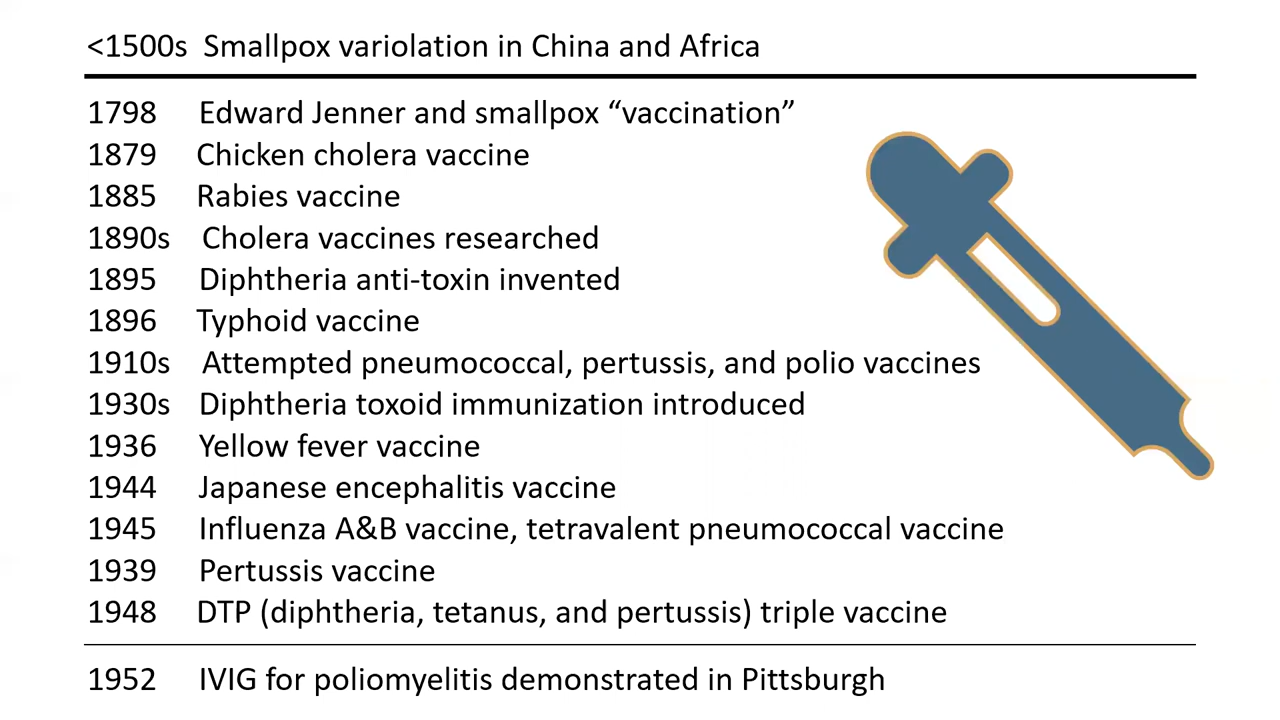 <1500s Smallpox variolation in China and Africa
1798 Edward Jenner and smallpox “vaccination”
1879 Chicken cholera vaccine
1885 Rabies vaccine
1890s Cholera vaccines researched
1895 Diphtheria anti-toxin invented
1896 Typhoid vaccine
1910s Attempted pneumococcal, pertussis, and polio vaccines
1930s Diphtheria toxoid immunization introduced
1936 Yellow fever vaccine
1944 Japanese encephalitis vaccine
1945 Influenza A&B vaccine, tetravalent pneumococcal vaccine
1939 Pertussis vaccine
1948 DTP (diphtheria, tetanus, and pertussis) triple vaccine
1952 IVIG for poliomyelitis demonstrated in Pittsburgh